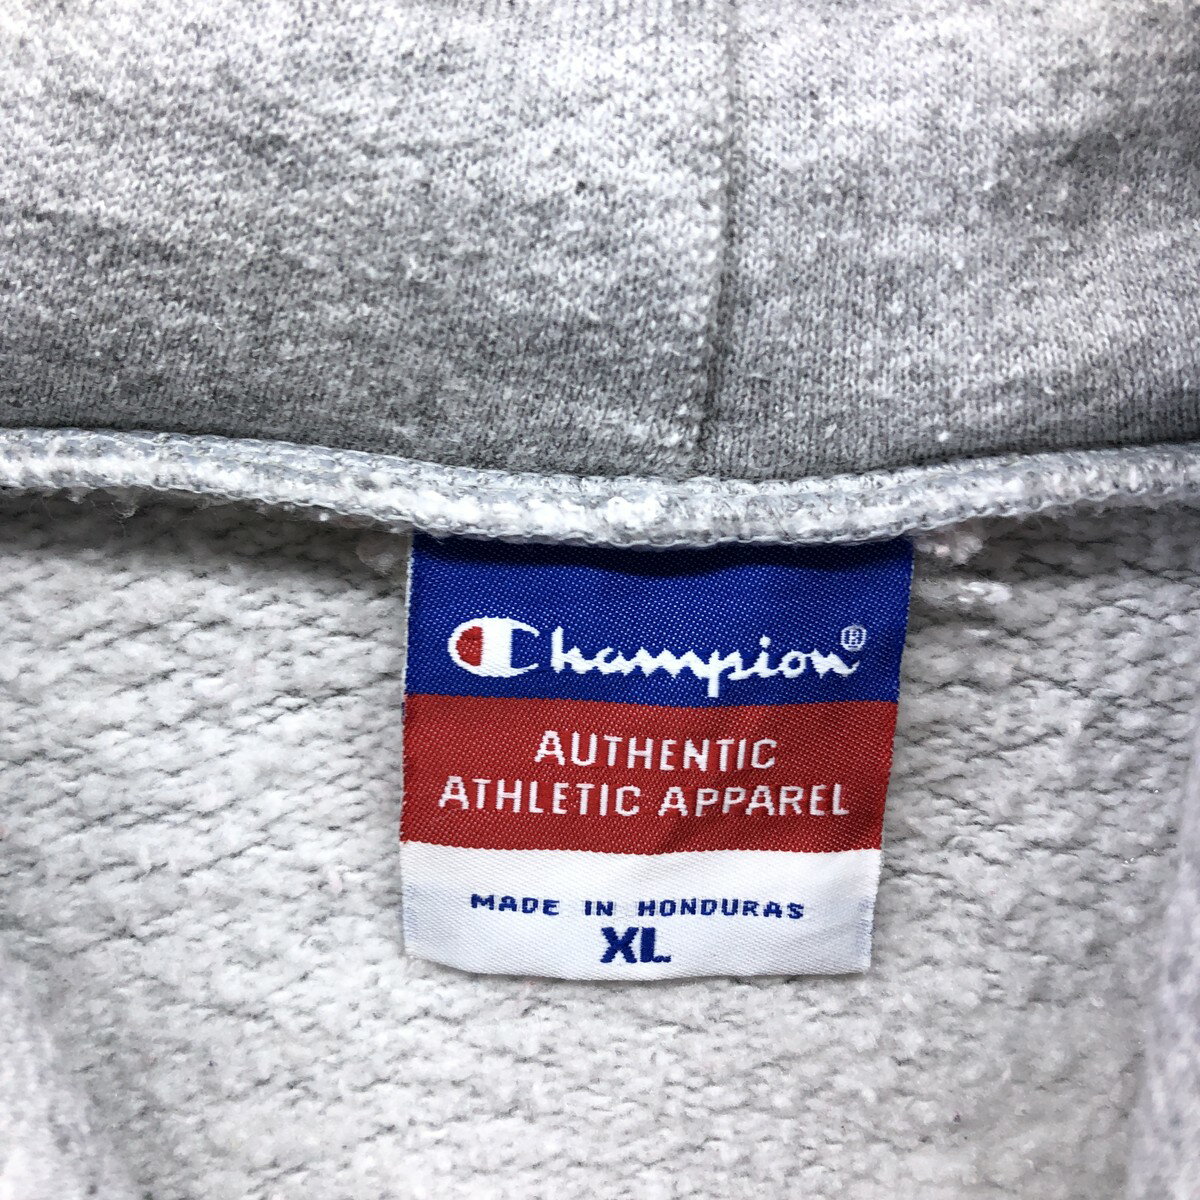 Champion®
AUTHENTIC
ATHLETIC APPAREL
MADE IN HONDURAS
XL